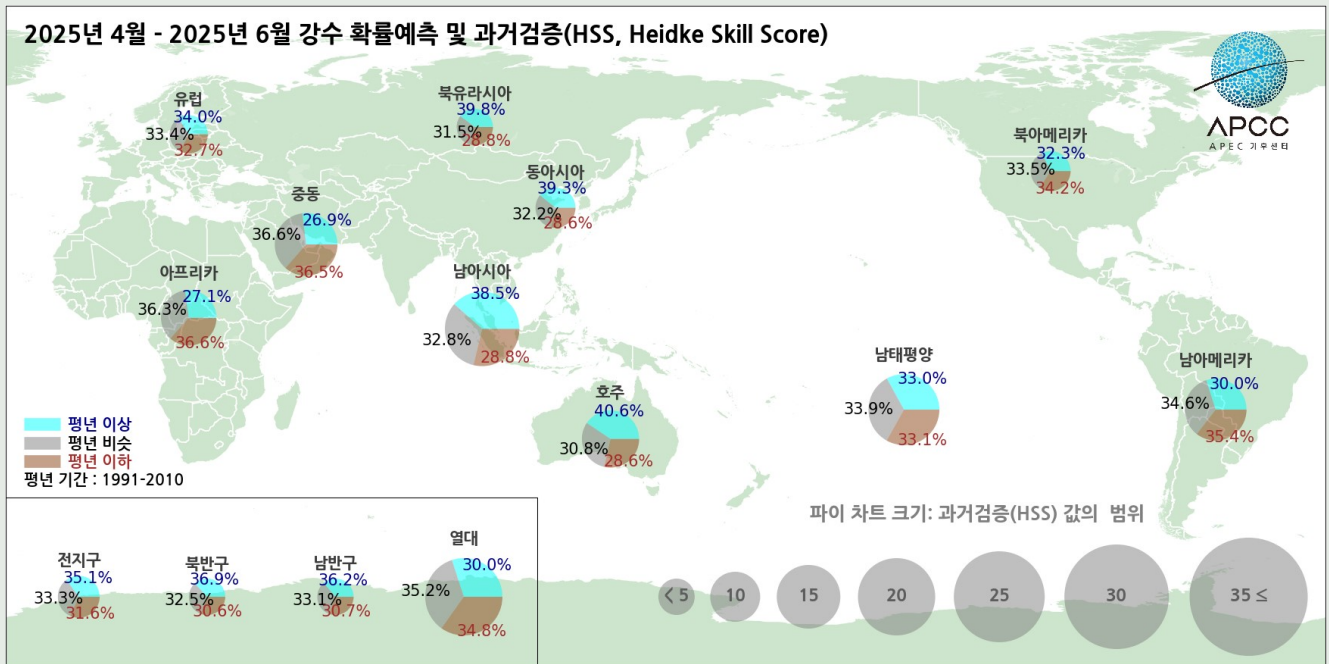 2025년 4월 - 2025년 6월 강수 확률예측 및 과거검증(HSS, Heidke Skill Score)
APCC
APEC 기후센터
유럽
34.0%
33.4%
32.7%
북유라시아
39.8%
31.5%
28.8%
북아메리카
32.3%
33.5%
34.2%
동아시아
39.3%
32.2%
28.6%
중동
26.9%
36.6%
36.5%
아프리카
27.1%
36.3%
36.6%
남아시아
38.5%
32.8%
28.8%
남태평양
33.0%
33.9%
33.1%
남아메리카
30.0%
34.6%
35.4%
호주
40.6%
30.8%
28.6%
평년 이상
평년 비슷
평년 이하
평년 기간 : 1991-2010
파이 차트 크기: 과거검증(HSS) 값의 범위
< 5
10
15
20
25
30
35 ≤
전지구
35.1%
33.3%
31.6%
북반구
36.9%
32.5%
30.6%
남반구
36.2%
33.1%
30.7%
열대
30.0%
35.2%
34.8%